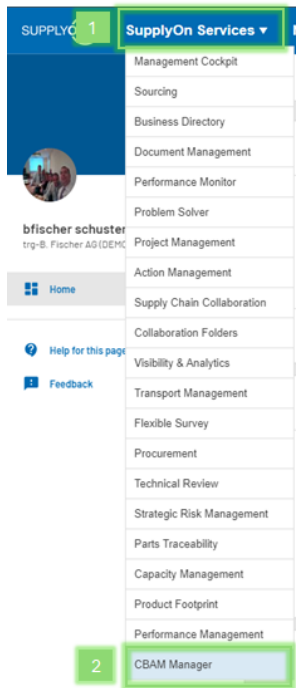 SUPPLYO
1
SupplyOn Services ▾
Management Cockpit
Sourcing
Business Directory
Document Management
Performance Monitor
Problem Solver
bfischer schuster
trg-B. Fischer AG (DEMO
Project Management
Action Management
Home
Supply Chain Collaboration
Collaboration Folders
Help for this page
Visibility & Analytics
Feedback
Transport Management
Flexible Survey
Procurement
Technical Review
Strategic Risk Management
Parts Traceability
Capacity Management
Product Footprint
Performance Management
2
CBAM Manager